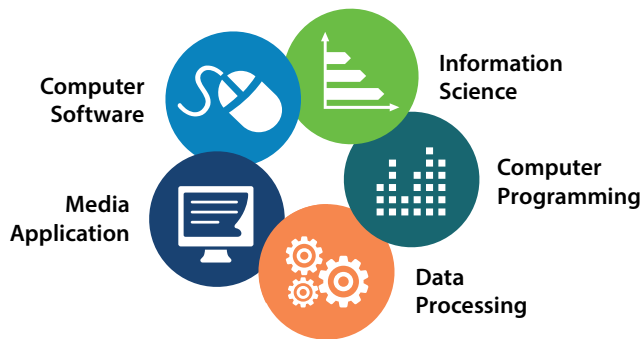 Computer
Software
Information
Science
Computer
Programming
Media
Application
Data
Processing